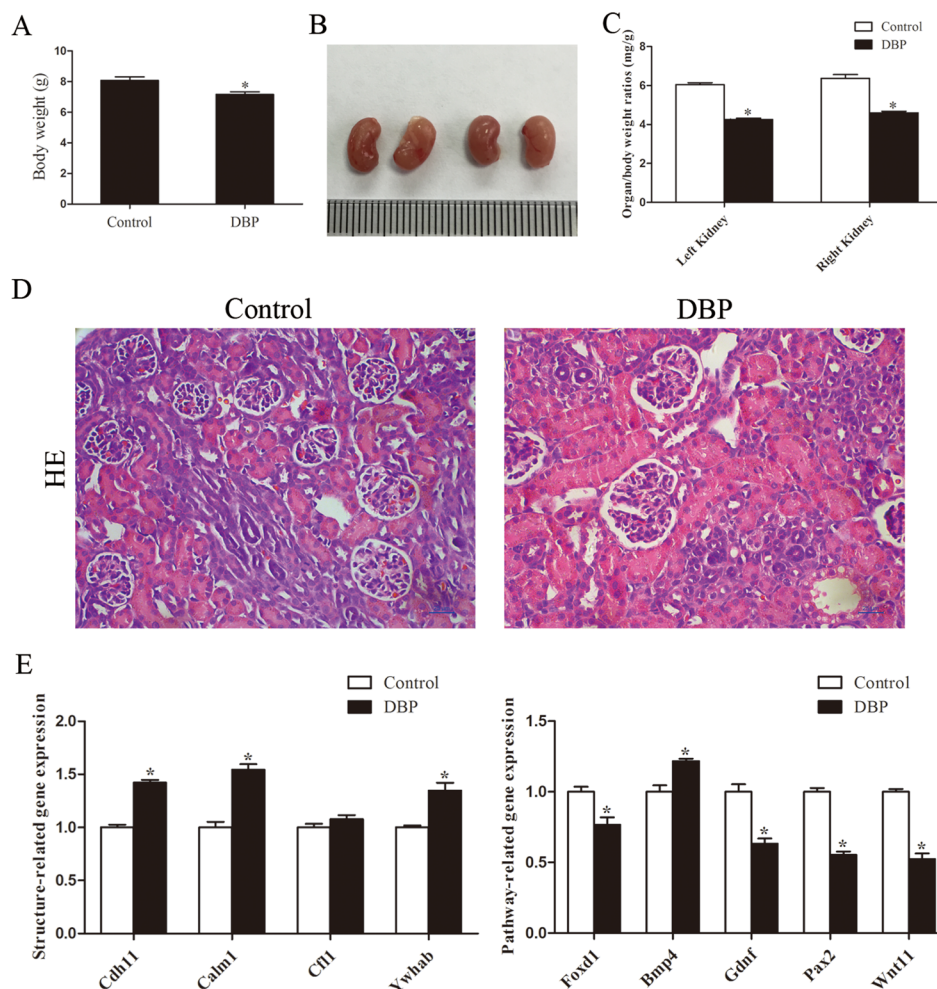 A
Body weight (g)
10
8
6
4
2
0
*
Control
DBP
B
C
Control
DBP
Organ/body weight ratios (mg/g)
8
6
4
2
0
*
*
Left Kidney
Right Kidney
D
Control
DBP
HE
E
Control
DBP
Structure-related gene expression
2.0
1.5
1.0
0.5
0.0
*
*
*
Cdh11
Calm1
Cfl1
Ywhab
Control
DBP
Pathway-related gene expression
1.5
1.0
0.5
0.0
*
*
*
*
*
Foxd1
Bmp4
Gdnf
Pax2
Wnt11